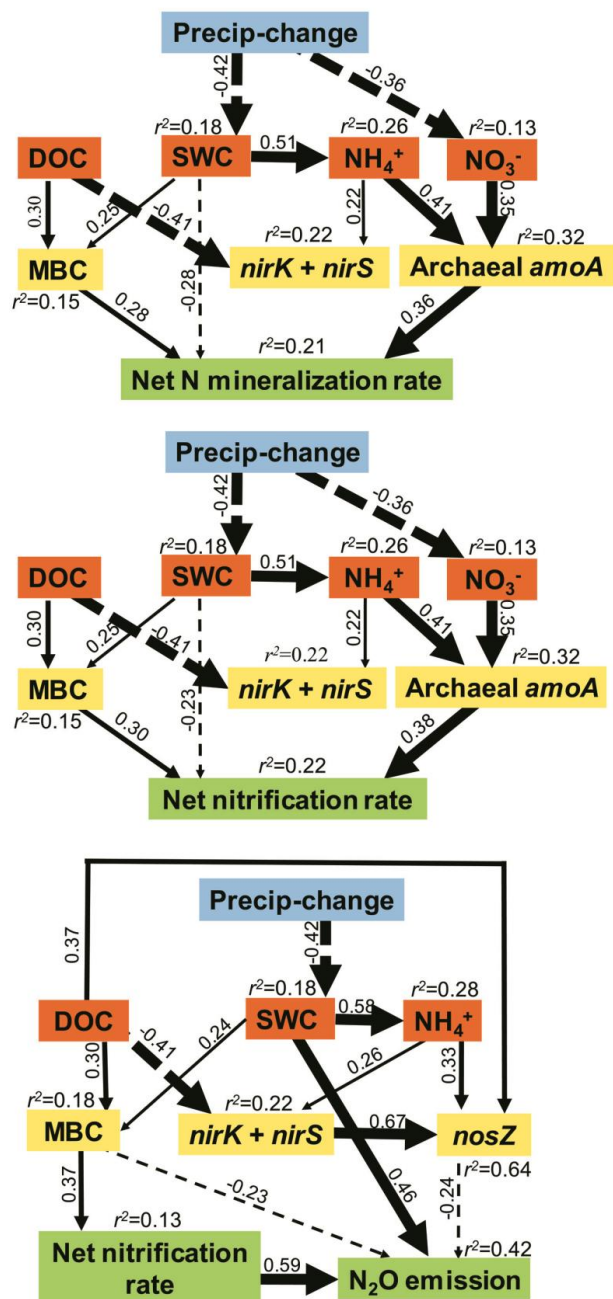 Precip-change
-0.42
-0.36
r²=0.18
r²=0.26
r²=0.13
DOC
SWC
0.51
NH₄⁺
NO₃⁻
0.30
0.25
-0.41
-0.28
0.22
0.41
0.35
r²=0.22
r²=0.32
MBC
nirK + nirS
Archaeal amoA
r²=0.15
0.28
0.36
r²=0.21
Net N mineralization rate
Precip-change
-0.42
-0.36
r²=0.18
r²=0.26
r²=0.13
DOC
SWC
0.51
NH₄⁺
NO₃⁻
0.30
0.25
-0.41
-0.23
0.22
0.41
0.35
r²=0.22
r²=0.32
MBC
nirK + nirS
Archaeal amoA
r²=0.15
0.30
0.38
r²=0.22
Net nitrification rate
Precip-change
0.37
-0.42
r²=0.18
r²=0.28
DOC
SWC
0.58
NH₄⁺
0.30
-0.41
0.24
0.26
0.33
r²=0.18
r²=0.22
MBC
nirK + nirS
0.67
nosZ
r²=0.64
0.37
-0.23
0.46
-0.24
r²=0.13
r²=0.42
Net nitrification
rate
0.59
N₂O emission